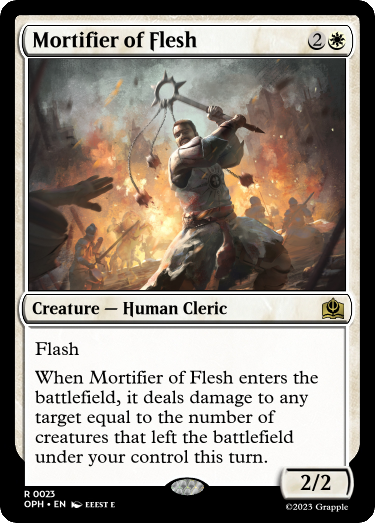 Mortifier of Flesh 2
Creature — Human Cleric
Flash
When Mortifier of Flesh enters the
battlefield, it deals damage to any
target equal to the number of
creatures that left the battlefield
under your control this turn.
2/2
R 0023
OPH • EN EEEST E
©2023 Grapple